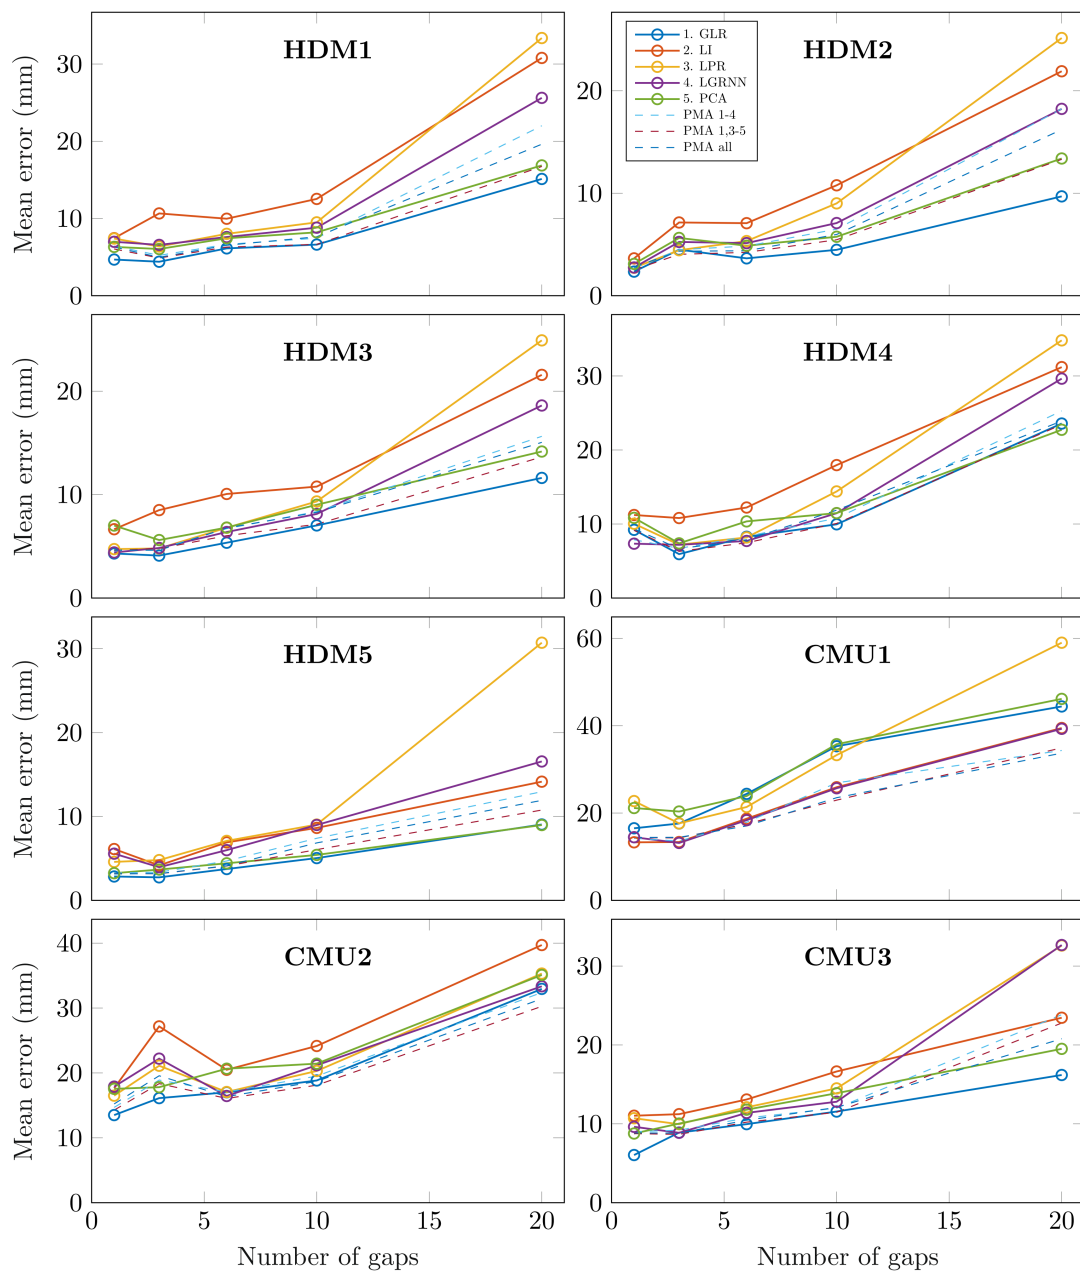 HDM1
30
20
10
0
Mean error (mm)
HDM2
1. GLR
2. LI
3. LPR
4. LGRNN
5. PCA
PMA 1-4
PMA 1,3-5
PMA all
20
10
0
HDM3
20
10
0
Mean error (mm)
HDM4
30
20
10
0
HDM5
30
20
10
0
Mean error (mm)
CMU1
60
40
20
0
CMU2
40
30
20
10
0
Mean error (mm)
0 5 10 15 20
Number of gaps
CMU3
30
20
10
0
0 5 10 15 20
Number of gaps